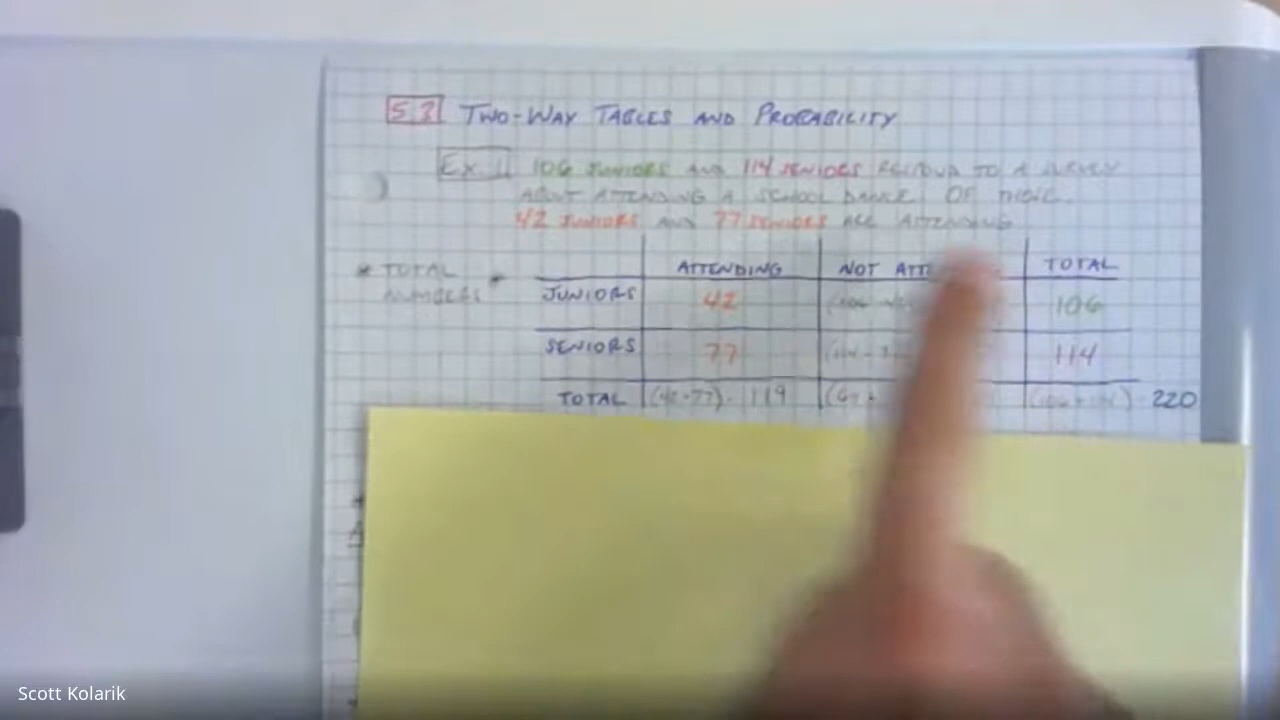 5.3 TWO-WAY TABLES AND PROBABILITY
EX 1 106 JUNIORS AND 114 SENIORS RESPOND TO A SURVEY
ABOUT ATTENDING A SCHOOL DANCE OF THOSE
42 JUNIORS AND 77 SENIORS ARE ATTENDING
ATTENDING NOT TOTAL
* TOTAL *
NUMBERS
JUNIORS 42 106
SENIORS 77 114
TOTAL (42+77) 119 220
Scott Kolarik